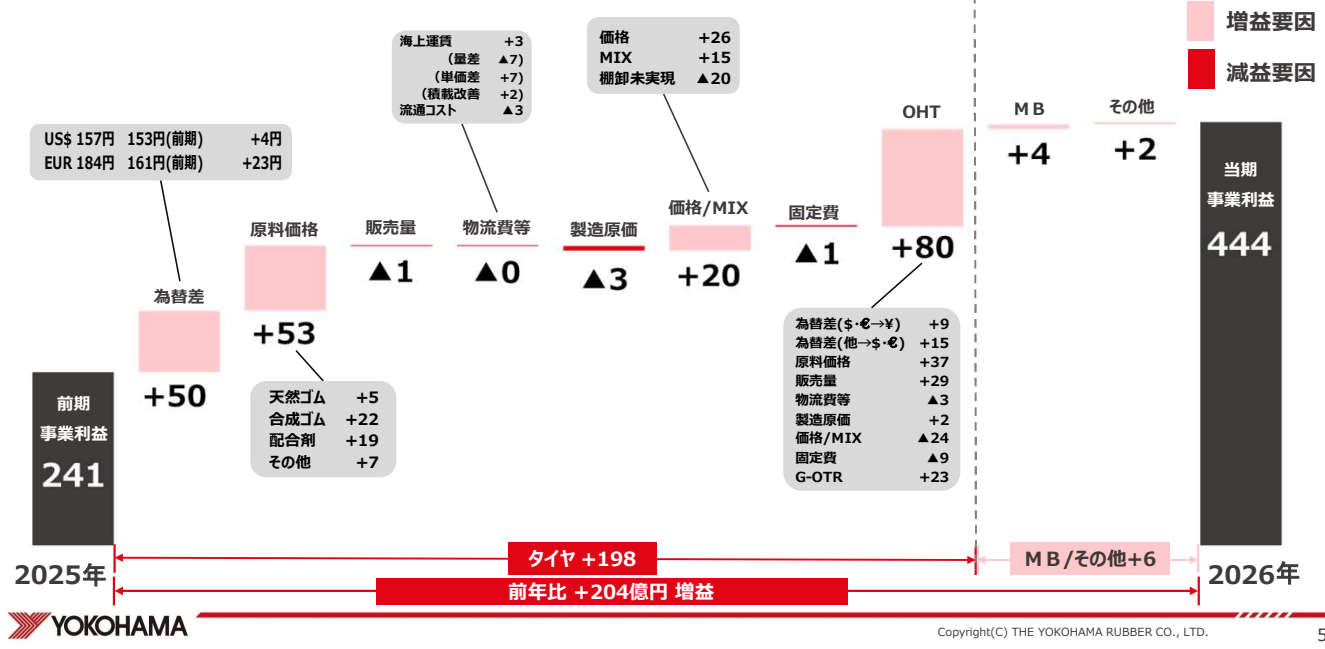 増益要因
減益要因
US$ 157円 153円(前期) +4円
EUR 184円 161円(前期) +23円
海上運賃 +3
(量差 ▲7)
(単価差 +7)
(積載改善 +2)
流通コスト ▲3
価格 +26
MIX +15
棚卸未実現 ▲20
前期
事業利益
241
為替差
+50
原料価格
+53
天然ゴム +5
合成ゴム +22
配合剤 +19
その他 +7
販売量
▲1
物流費等
▲0
製造原価
▲3
価格/MIX
+20
固定費
▲1
OHT
+80
為替差($・€→¥) +9
為替差(他→$・€) +15
原料価格 +37
販売量 +29
物流費等 ▲3
製造原価 +2
価格/MIX ▲24
固定費 ▲9
G-OTR +23
MB
+4
その他
+2
当期
事業利益
444
タイヤ +198
MB/その他+6
2025年
前年比 +204億円 増益
2026年
YOKOHAMA
Copyright(C) THE YOKOHAMA RUBBER CO., LTD.
5